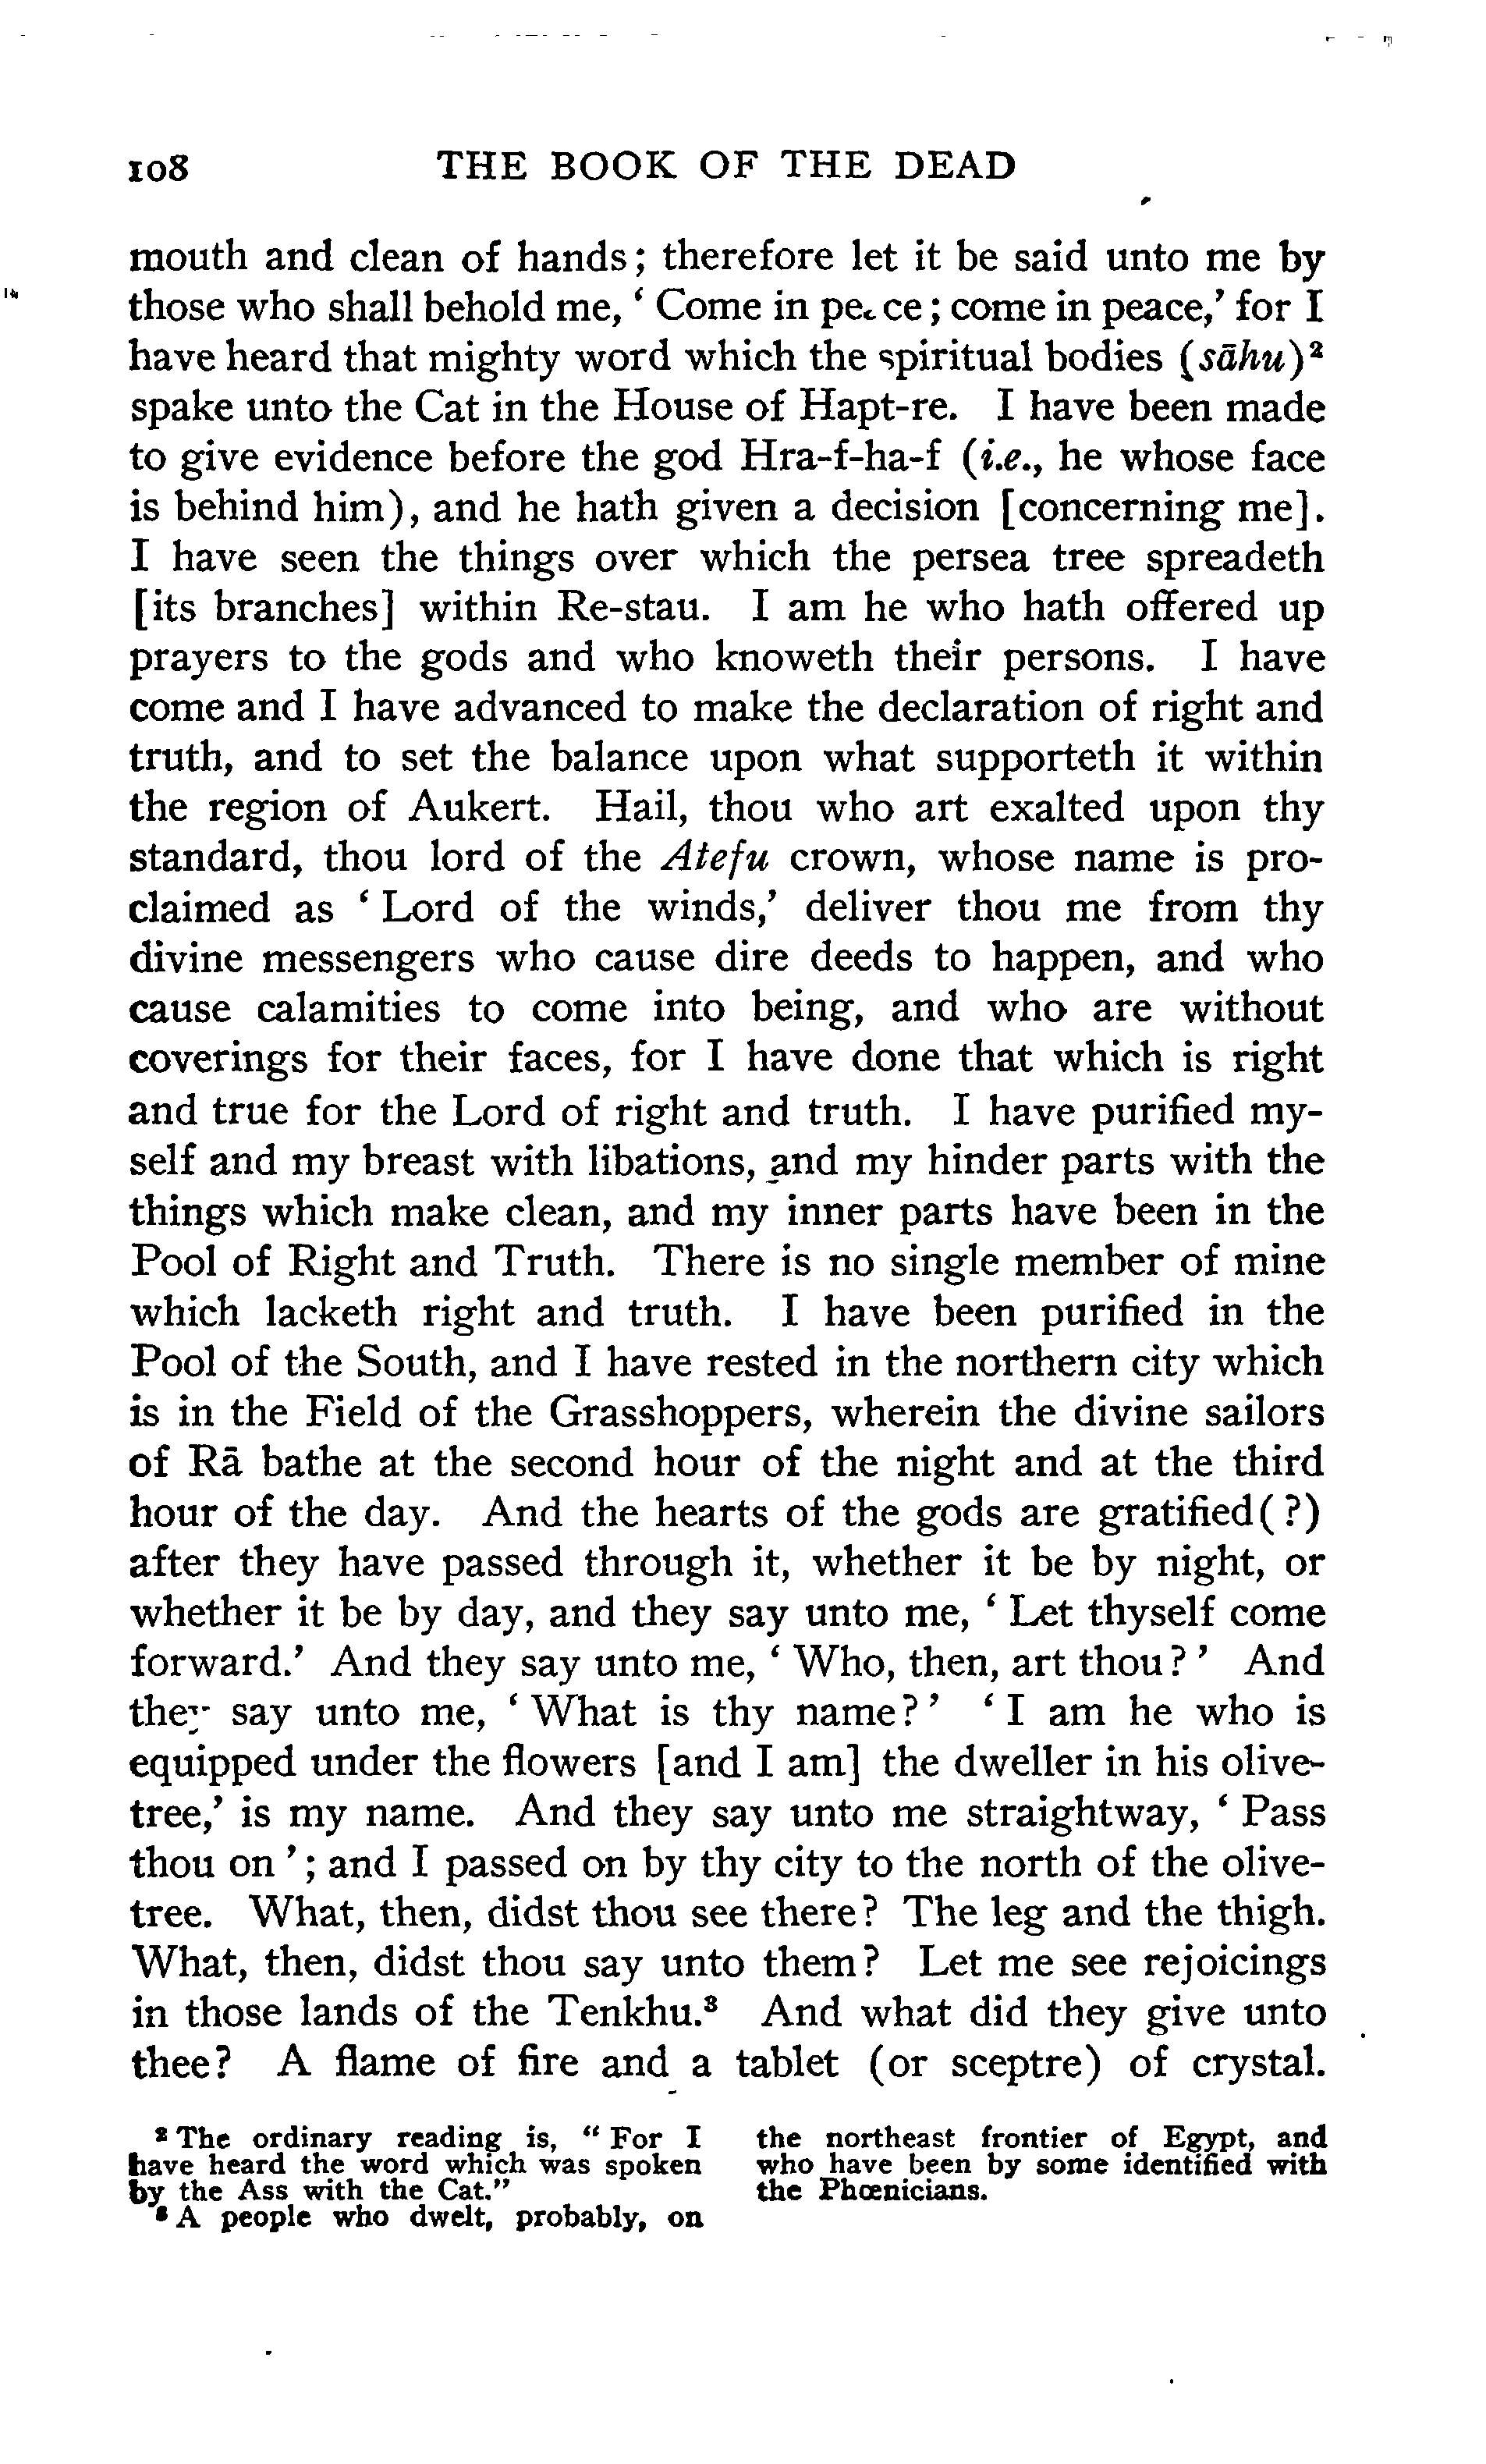 108 THE BOOK OF THE DEAD
mouth and clean of hands; therefore let it be said unto me by
those who shall behold me, ‘ Come in peace; come in peace,’ for I
have heard that mighty word which the spiritual bodies (sāhu)²
spake unto the Cat in the House of Hapt-re. I have been made
to give evidence before the god Hra-f-ha-f (i.e., he whose face
is behind him), and he hath given a decision [concerning me].
I have seen the things over which the persea tree spreadeth
[its branches] within Re-stau. I am he who hath offered up
prayers to the gods and who knoweth their persons. I have
come and I have advanced to make the declaration of right and
truth, and to set the balance upon what supporteth it within
the region of Aukert. Hail, thou who art exalted upon thy
standard, thou lord of the Atefu crown, whose name is pro-
claimed as ‘ Lord of the winds,’ deliver thou me from thy
divine messengers who cause dire deeds to happen, and who
cause calamities to come into being, and who are without
coverings for their faces, for I have done that which is right
and true for the Lord of right and truth. I have purified my-
self and my breast with libations, and my hinder parts with the
things which make clean, and my inner parts have been in the
Pool of Right and Truth. There is no single member of mine
which lacketh right and truth. I have been purified in the
Pool of the South, and I have rested in the northern city which
is in the Field of the Grasshoppers, wherein the divine sailors
of Rā bathe at the second hour of the night and at the third
hour of the day. And the hearts of the gods are gratified(?)
after they have passed through it, whether it be by night, or
whether it be by day, and they say unto me, ‘ Let thyself come
forward.’ And they say unto me, ‘ Who, then, art thou?’ And
they say unto me, ‘ What is thy name?’ ‘ I am he who is
equipped under the flowers [and I am] the dweller in his olive-
tree,’ is my name. And they say unto me straightway, ‘ Pass
thou on’; and I passed on by thy city to the north of the olive-
tree. What, then, didst thou see there? The leg and the thigh.
What, then, didst thou say unto them? Let me see rejoicings
in those lands of the Tenkhu.³ And what did they give unto
thee? A flame of fire and a tablet (or sceptre) of crystal.
² The ordinary reading is, “ For I
have heard the word which was spoken
by the Ass with the Cat.”
³ A people who dwelt, probably, on
the northeast frontier of Egypt, and
who have been by some identified with
the Phœnicians.